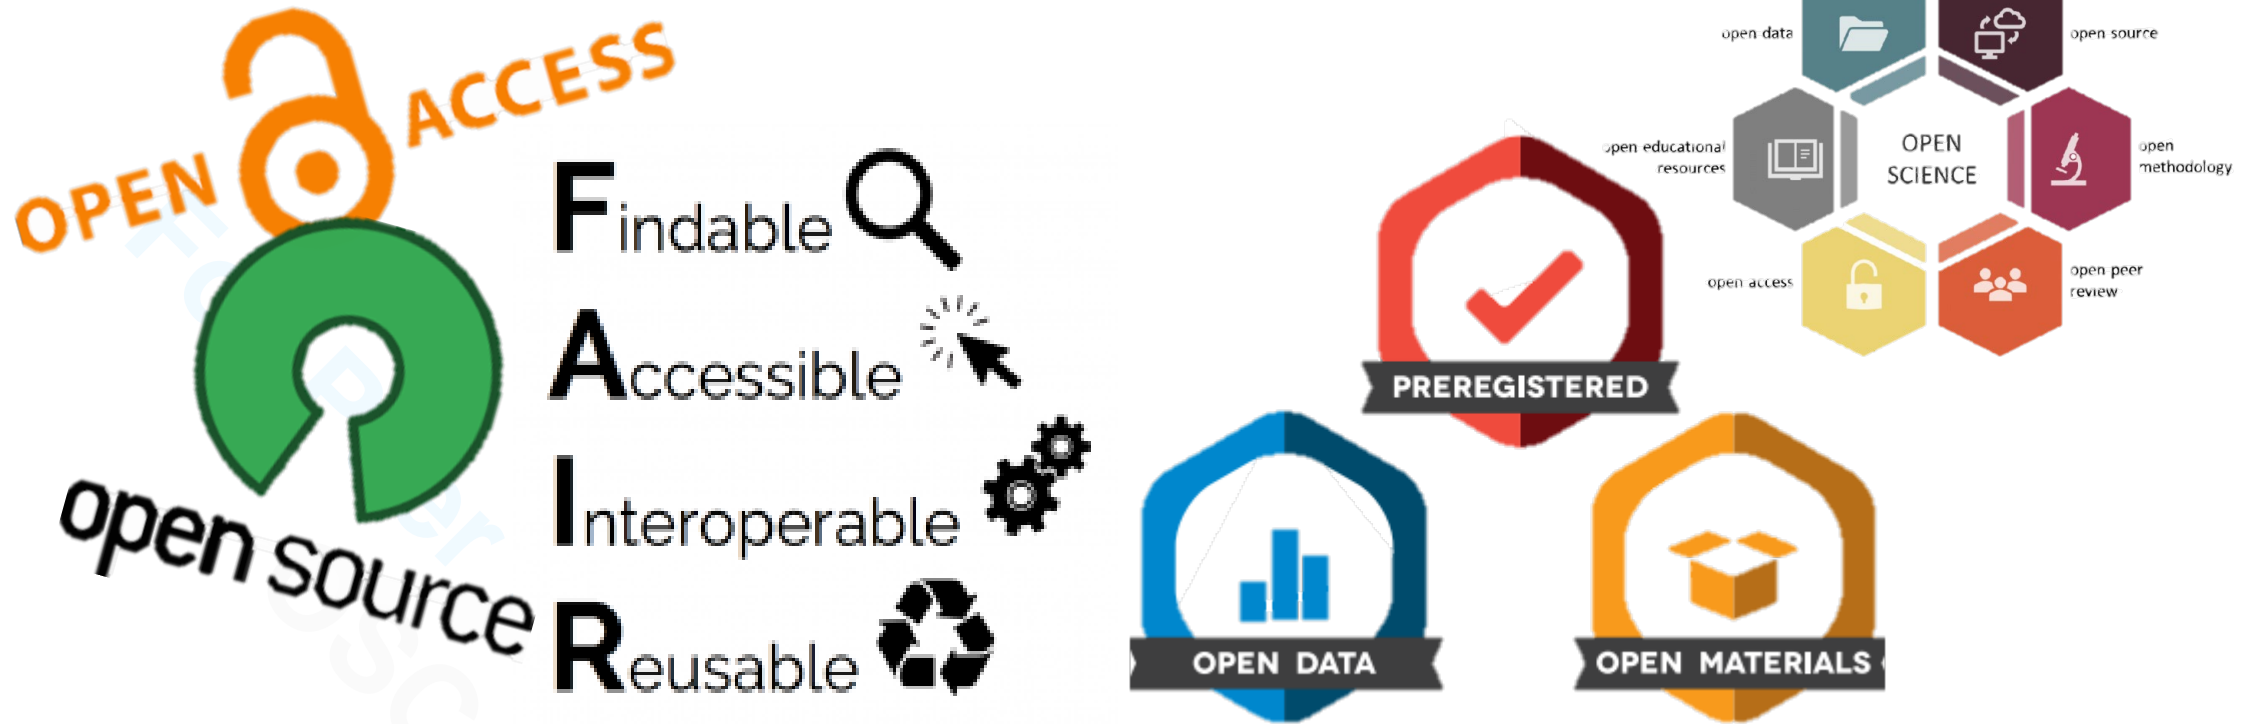 OPEN ACCESS
open source
Findable
Accessible
Interoperable
Reusable
PREREGISTERED
OPEN DATA
OPEN MATERIALS
open data
open source
open educational
resources
OPEN
SCIENCE
open
methodology
open access
open peer
review